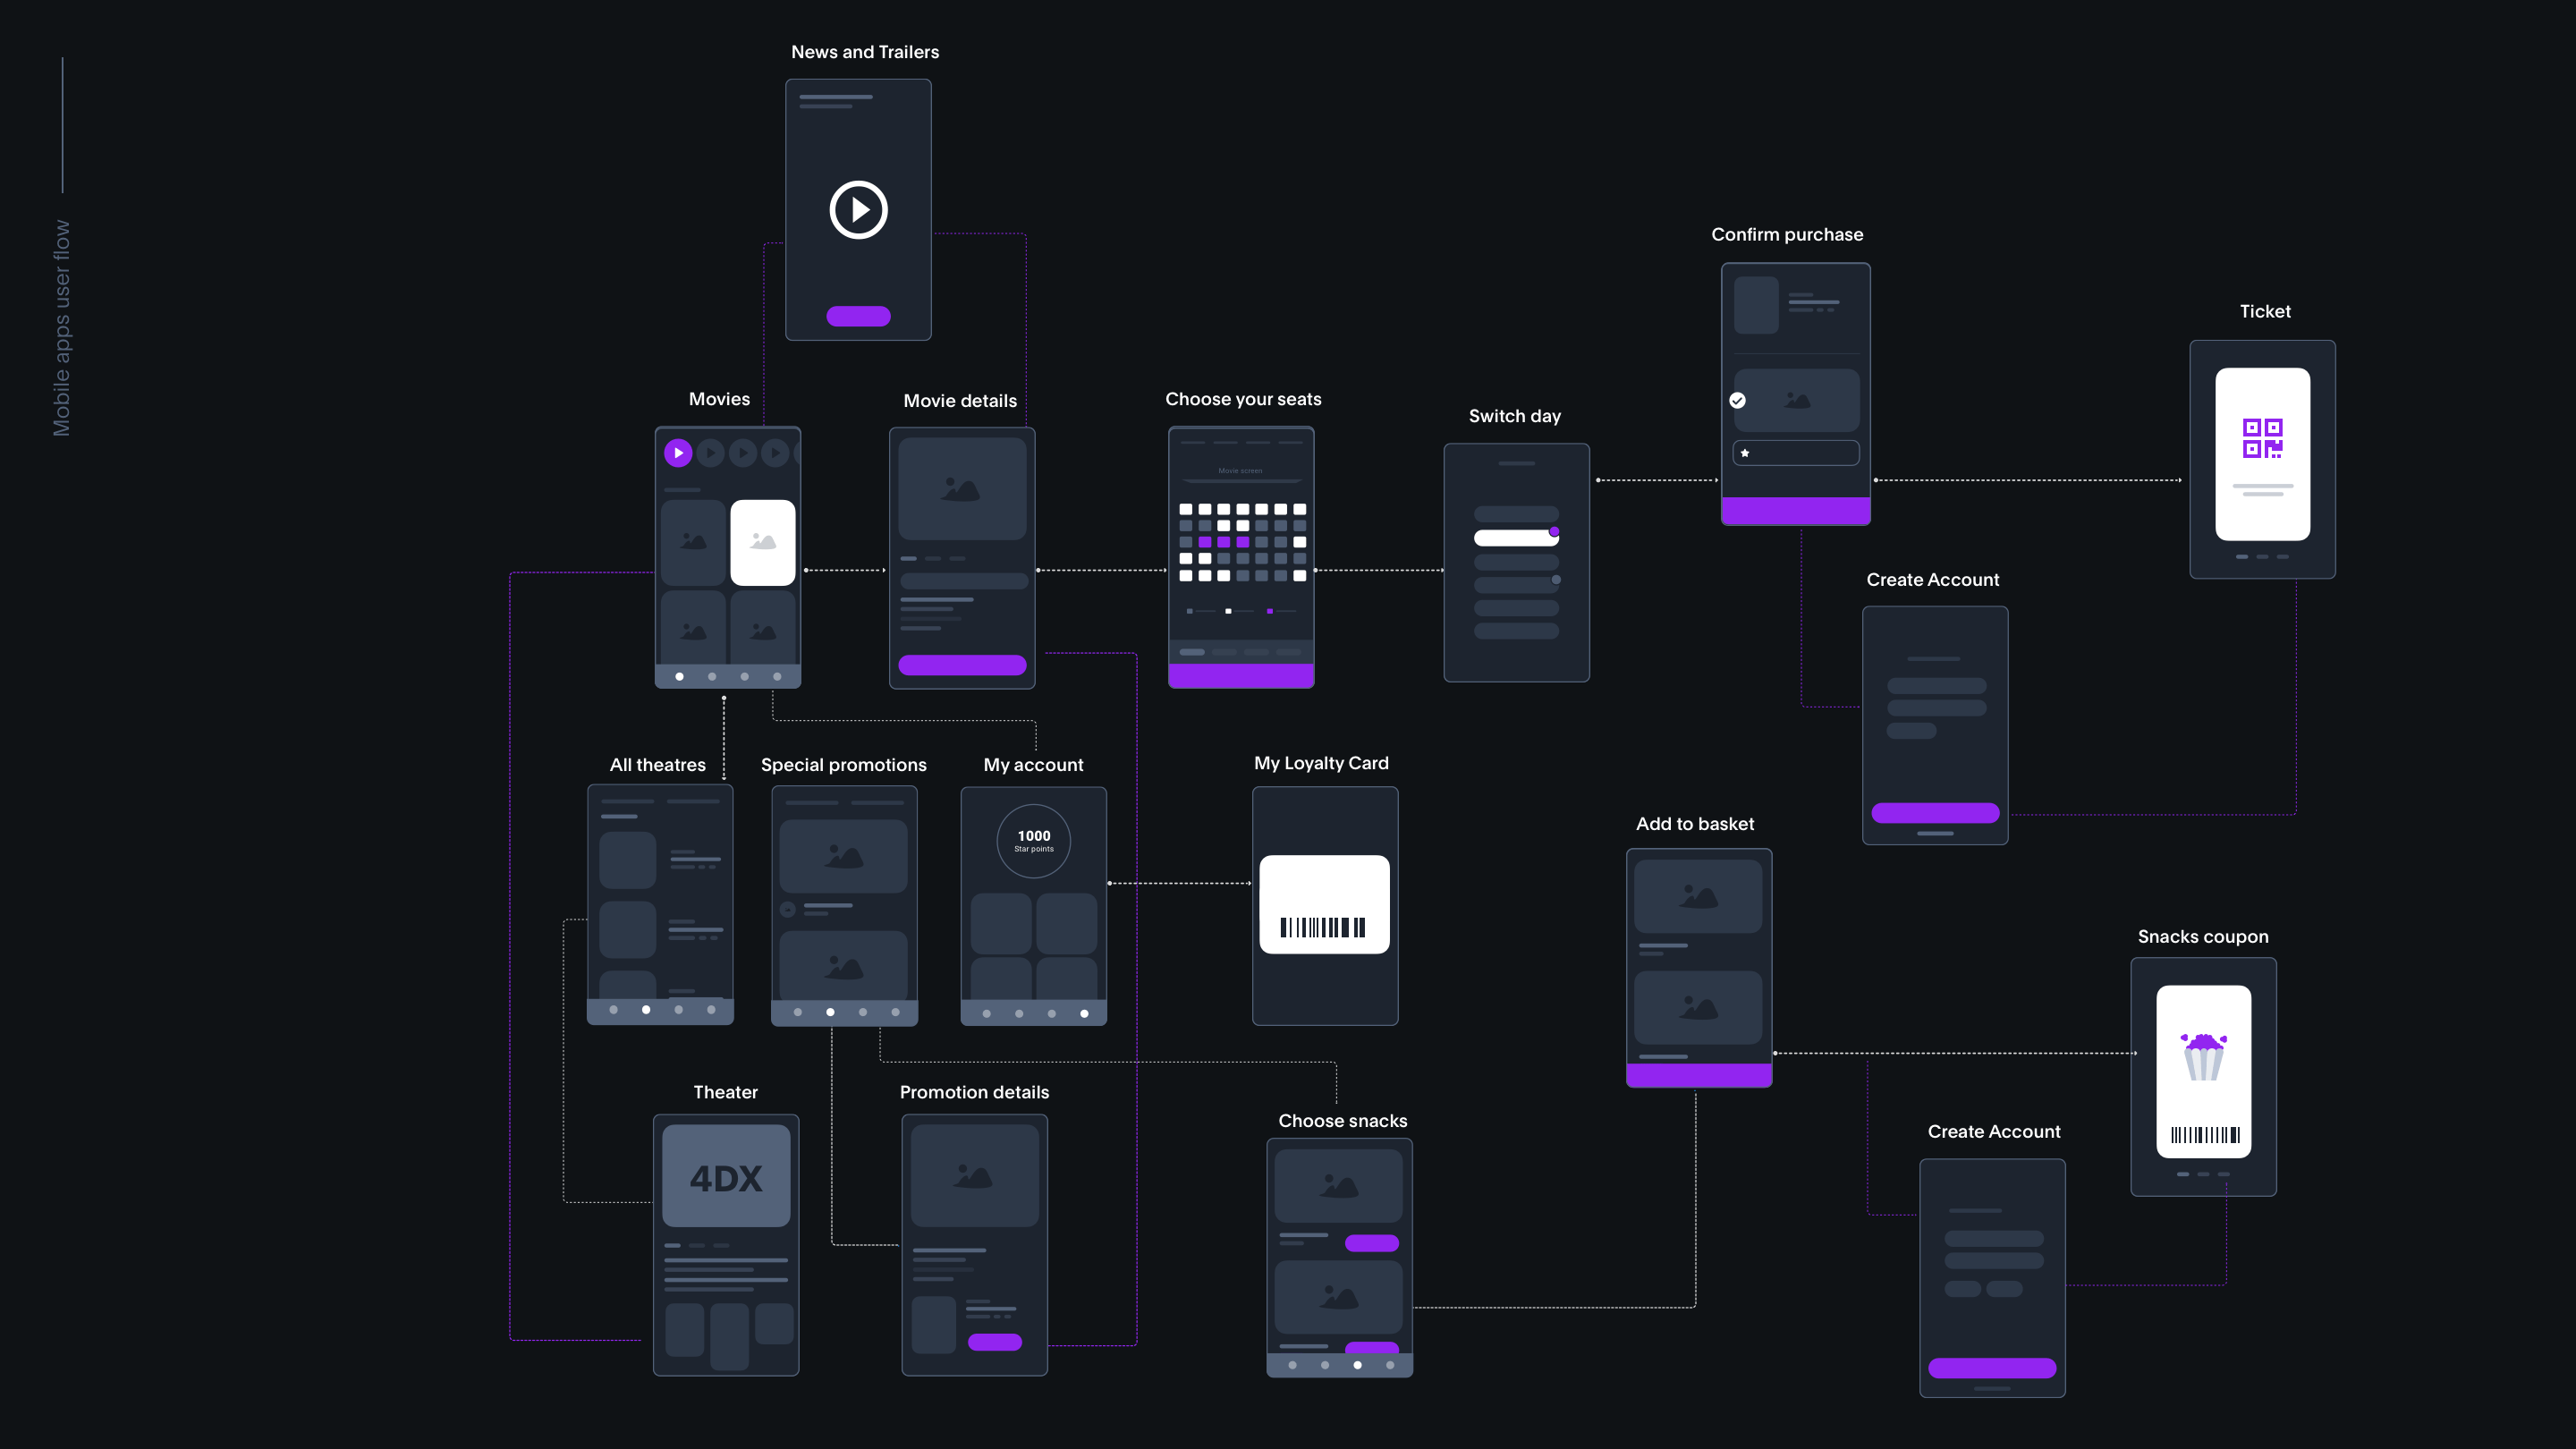 Mobile apps user flow
News and Trailers
Confirm purchase
Ticket
Movies
Movie details
Choose your seats
Switch day
Movie screen
Create Account
All theatres
Special promotions
My account
My Loyalty Card
1000
Star points
Add to basket
Snacks coupon
Theater
Promotion details
Choose snacks
Create Account
4DX